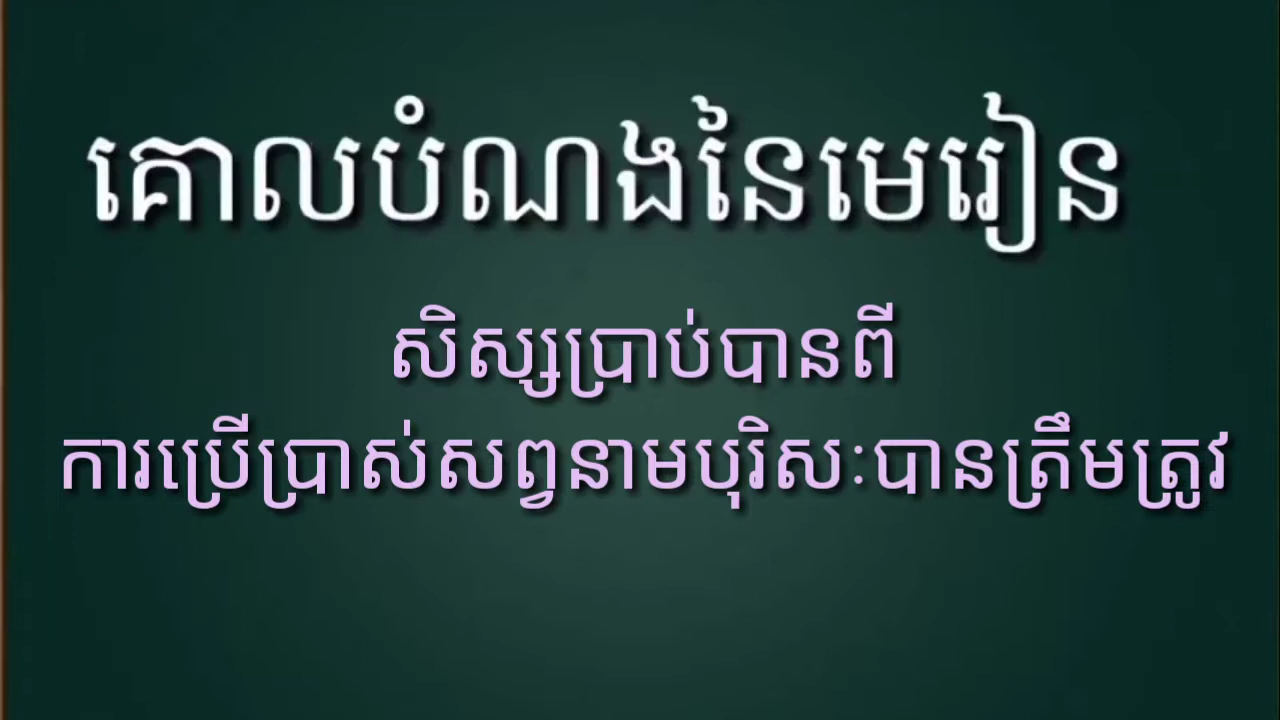 គោលបំណងនៃមេរៀន
សិស្សប្រាប់បានពី
ការប្រើប្រាស់សព្វនាមបុរិសៈបានត្រឹមត្រូវ